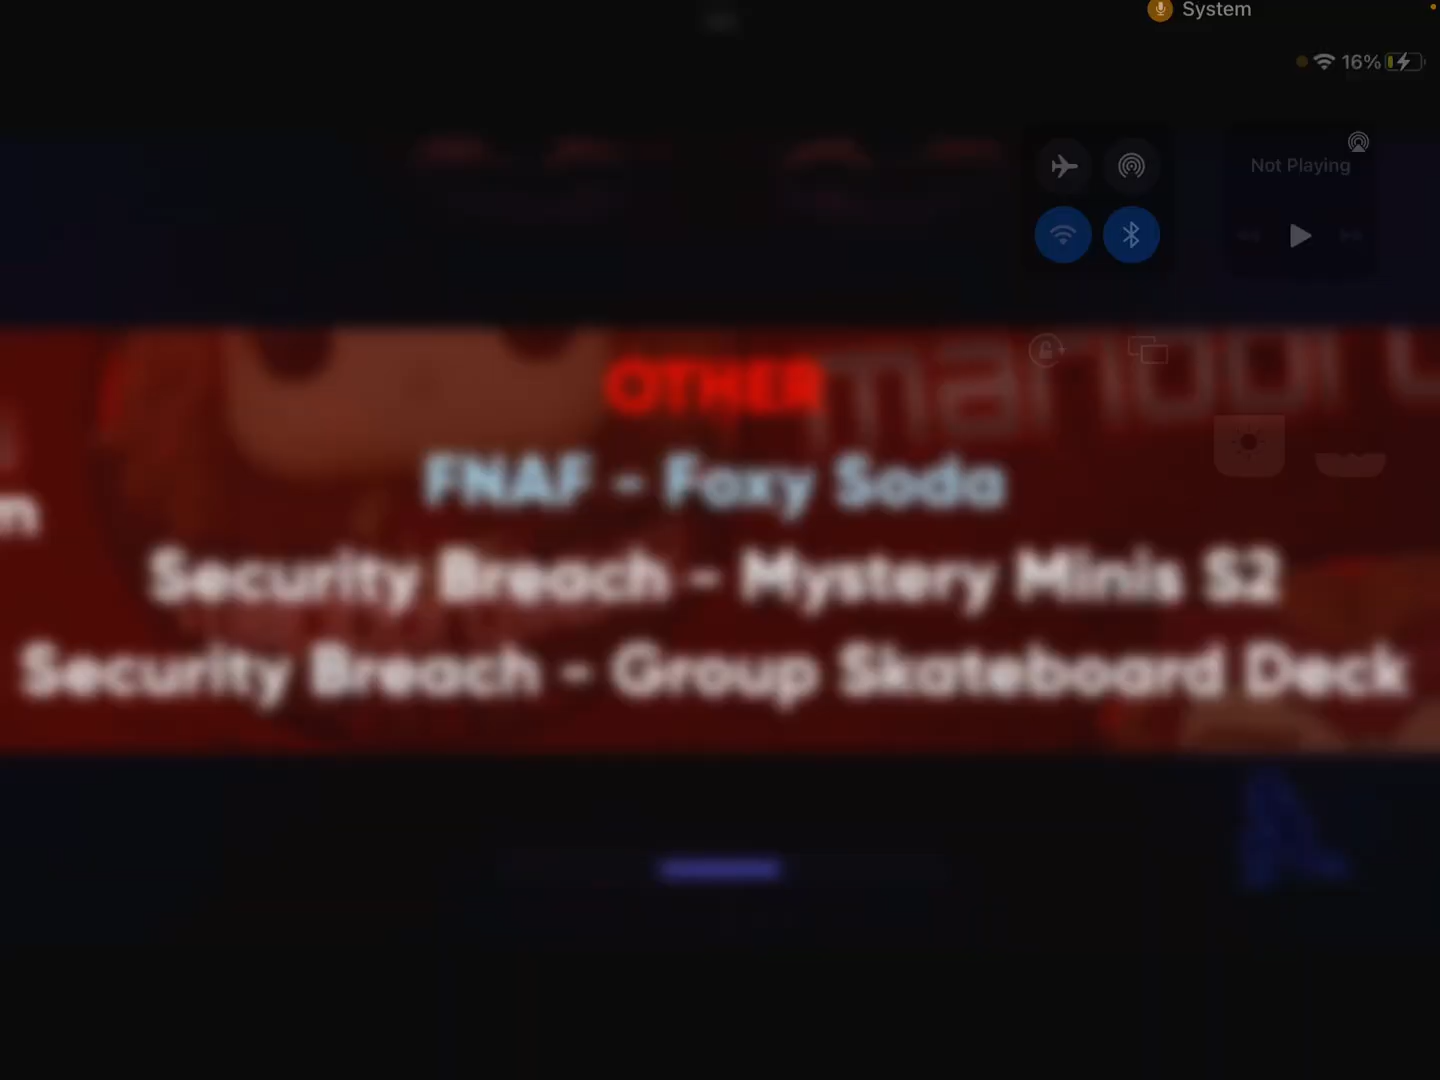 System
16%
Not Playing
OTHER
FNAF - Foxy Soda
Security Breach - Mystery Minis S2
Security Breach - Group Skateboard Deck